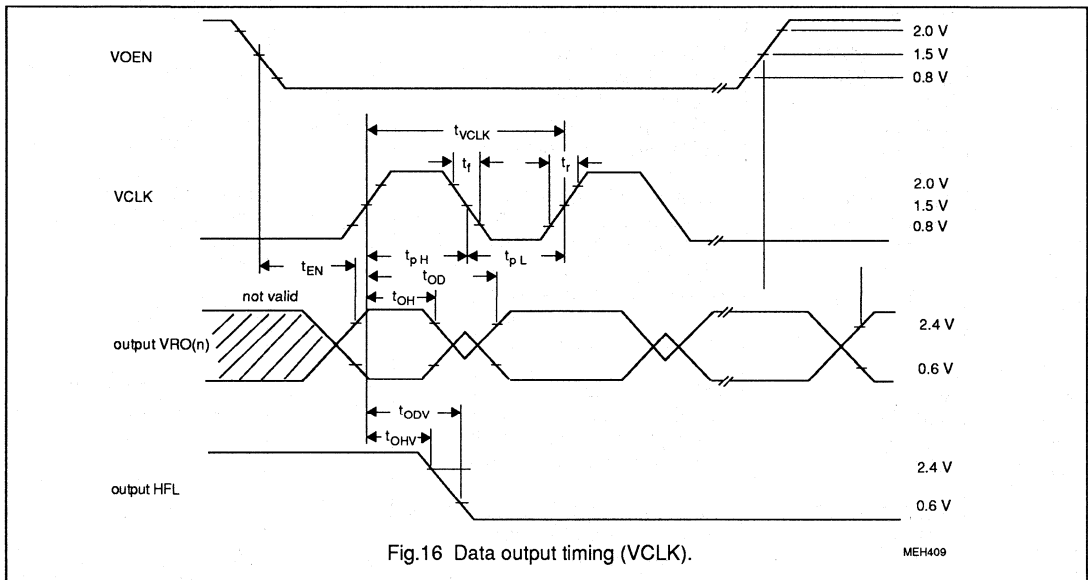 VOEN
2.0 V
1.5 V
0.8 V
tVCLK
tf
tr
VCLK
2.0 V
1.5 V
0.8 V
tEN
tpH
tpL
tOD
tOH
not valid
output VRO(n)
2.4 V
0.6 V
tODV
tOHV
output HFL
2.4 V
0.6 V
Fig.16 Data output timing (VCLK).
MEH409